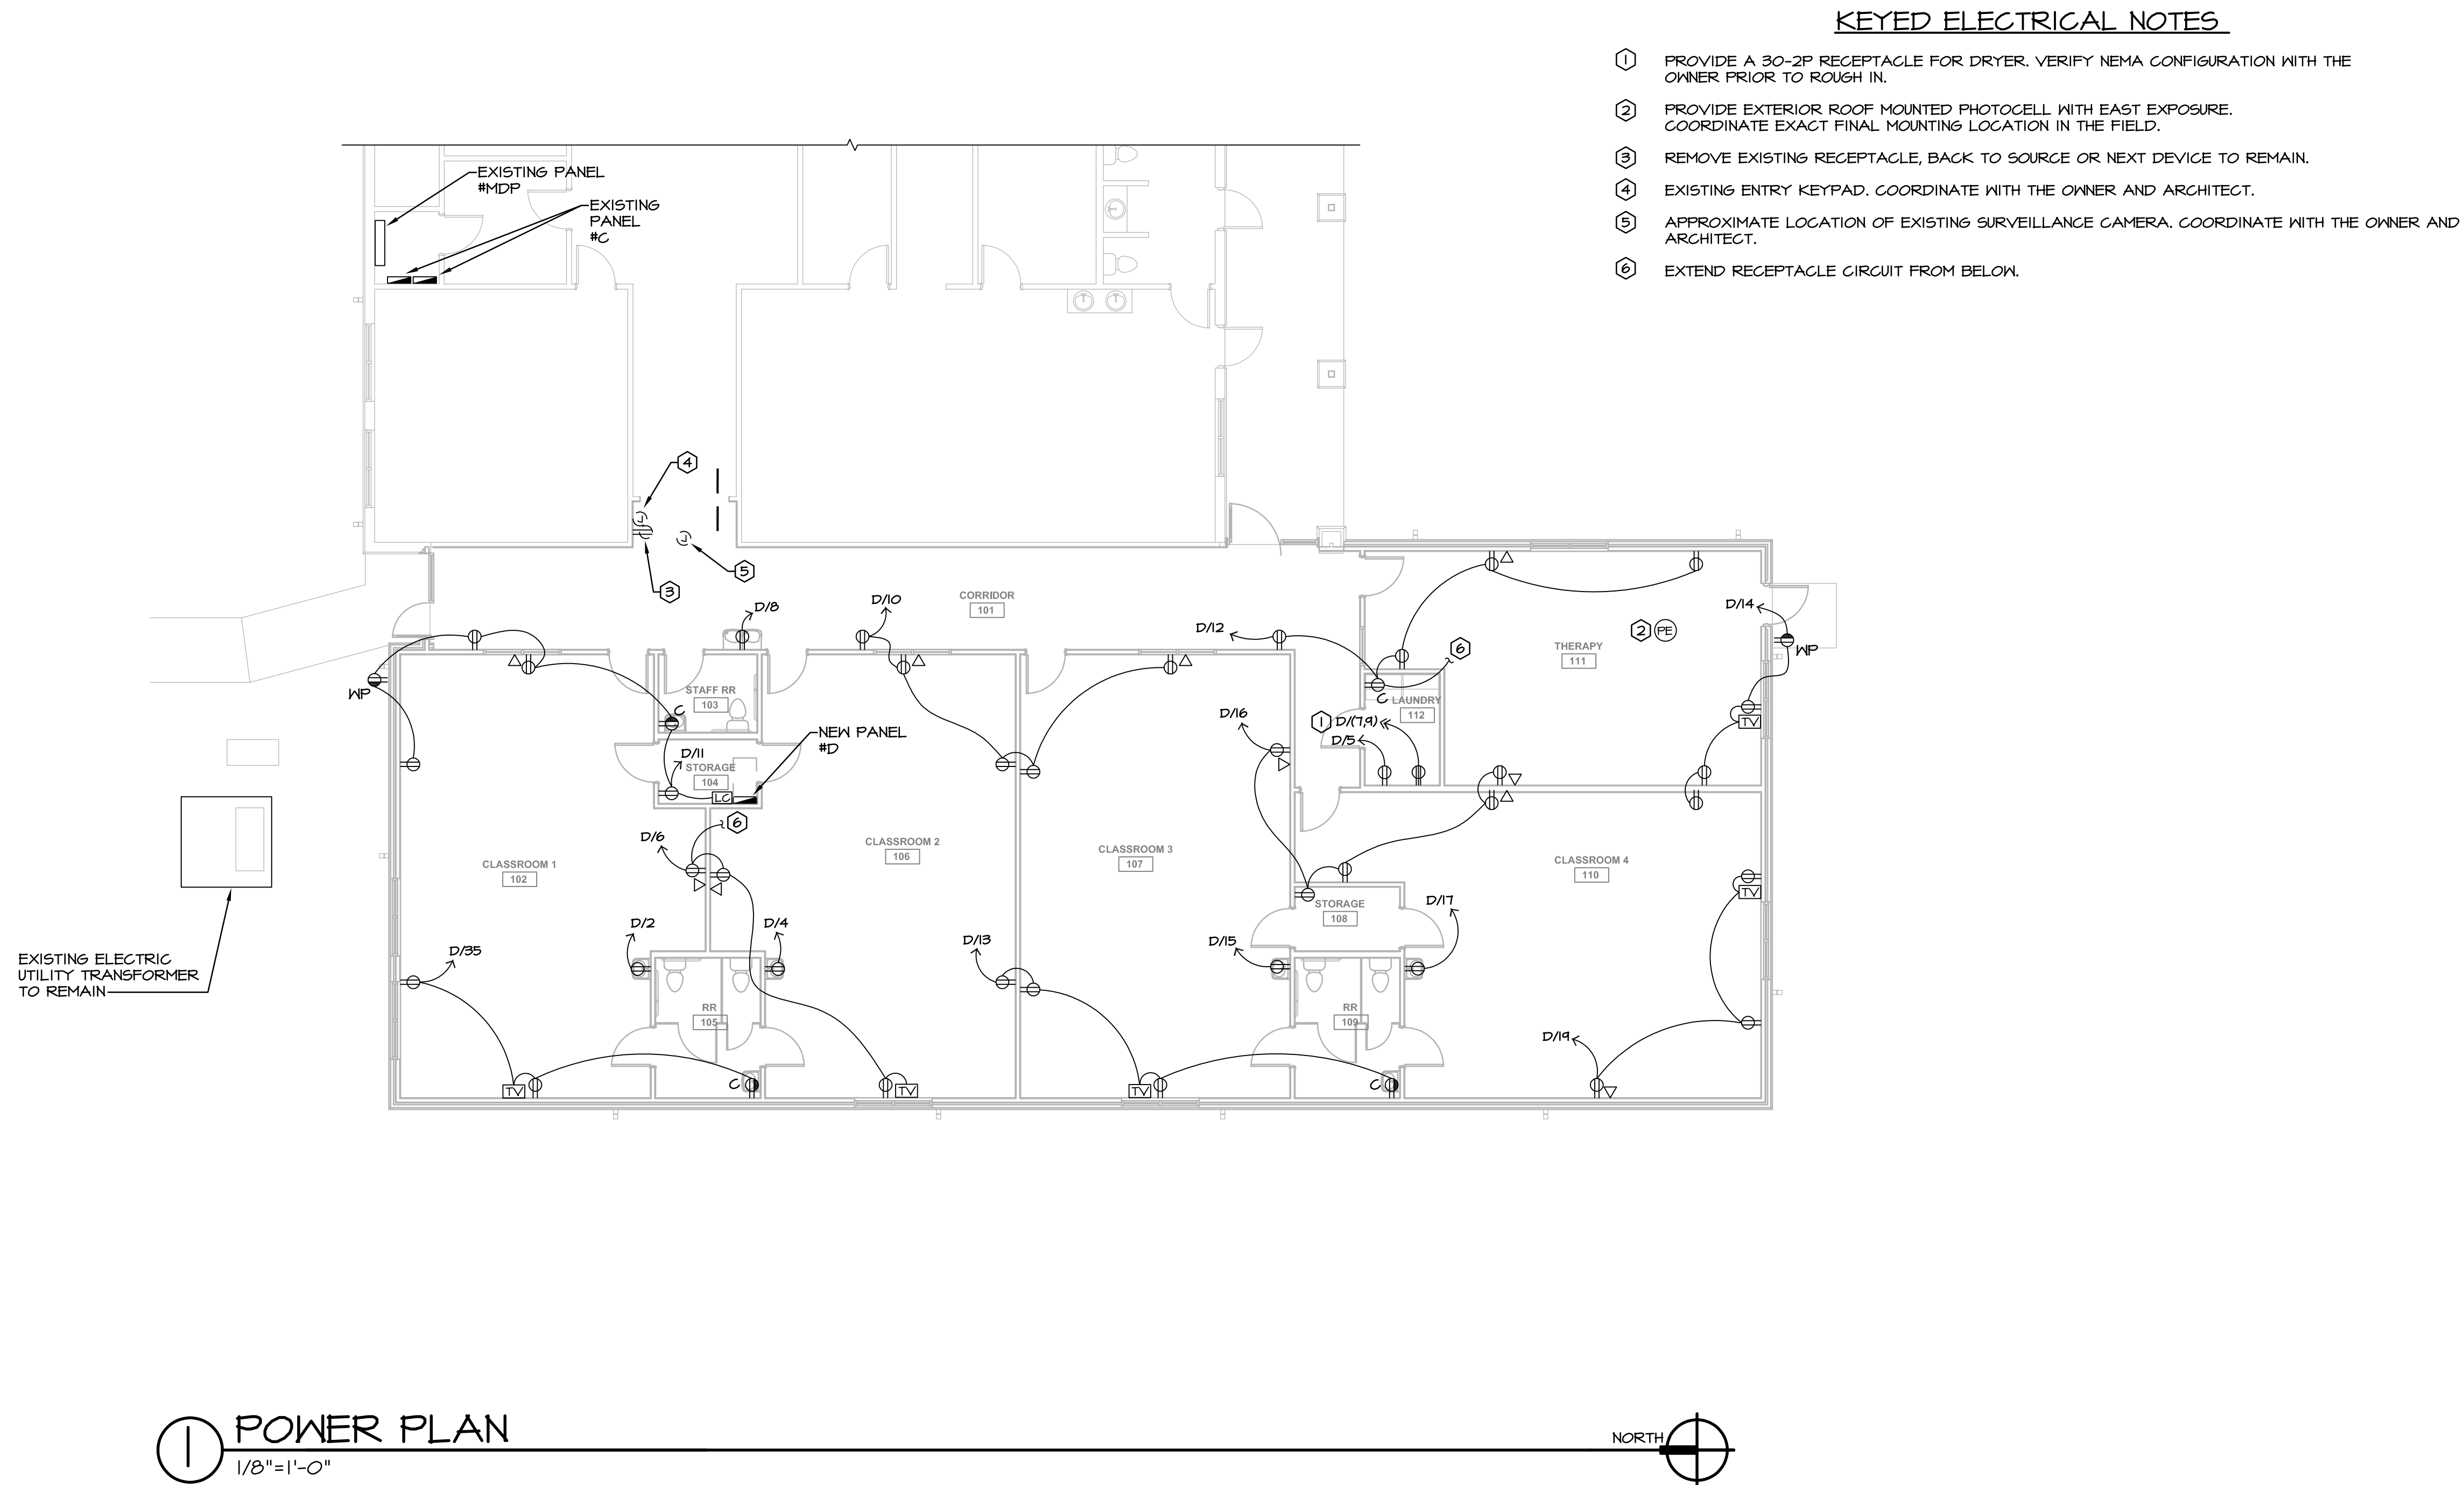 KEYED ELECTRICAL NOTES
1 PROVIDE A 30-2P RECEPTACLE FOR DRYER. VERIFY NEMA CONFIGURATION WITH THE
OWNER PRIOR TO ROUGH IN.
2 PROVIDE EXTERIOR ROOF MOUNTED PHOTOCELL WITH EAST EXPOSURE.
COORDINATE EXACT FINAL MOUNTING LOCATION IN THE FIELD.
3 REMOVE EXISTING RECEPTACLE, BACK TO SOURCE OR NEXT DEVICE TO REMAIN.
4 EXISTING ENTRY KEYPAD. COORDINATE WITH THE OWNER AND ARCHITECT.
5 APPROXIMATE LOCATION OF EXISTING SURVEILLANCE CAMERA. COORDINATE WITH THE OWNER AND
ARCHITECT.
6 EXTEND RECEPTACLE CIRCUIT FROM BELOW.
EXISTING PANEL
#MDP
EXISTING
PANEL
#C
4
J
J
5
3
CORRIDOR
101
D/8
D/10
D/12
D/14
WP
2 PE
THERAPY
111
6
WP
STAFF RR
103
C
C
LAUNDRY
112
1 D/(7,9)
D/5
D/16
TV
NEW PANEL
#D
D/11
STORAGE
104
LC
6
D/6
CLASSROOM 1
102
CLASSROOM 2
106
CLASSROOM 3
107
CLASSROOM 4
110
TV
STORAGE
108
D/17
D/2
D/4
D/13
D/15
D/35
EXISTING ELECTRIC
UTILITY TRANSFORMER
TO REMAIN
RR
105
RR
109
D/19
TV
C
TV
TV
C
1 POWER PLAN
1/8"=1'-0"
NORTH